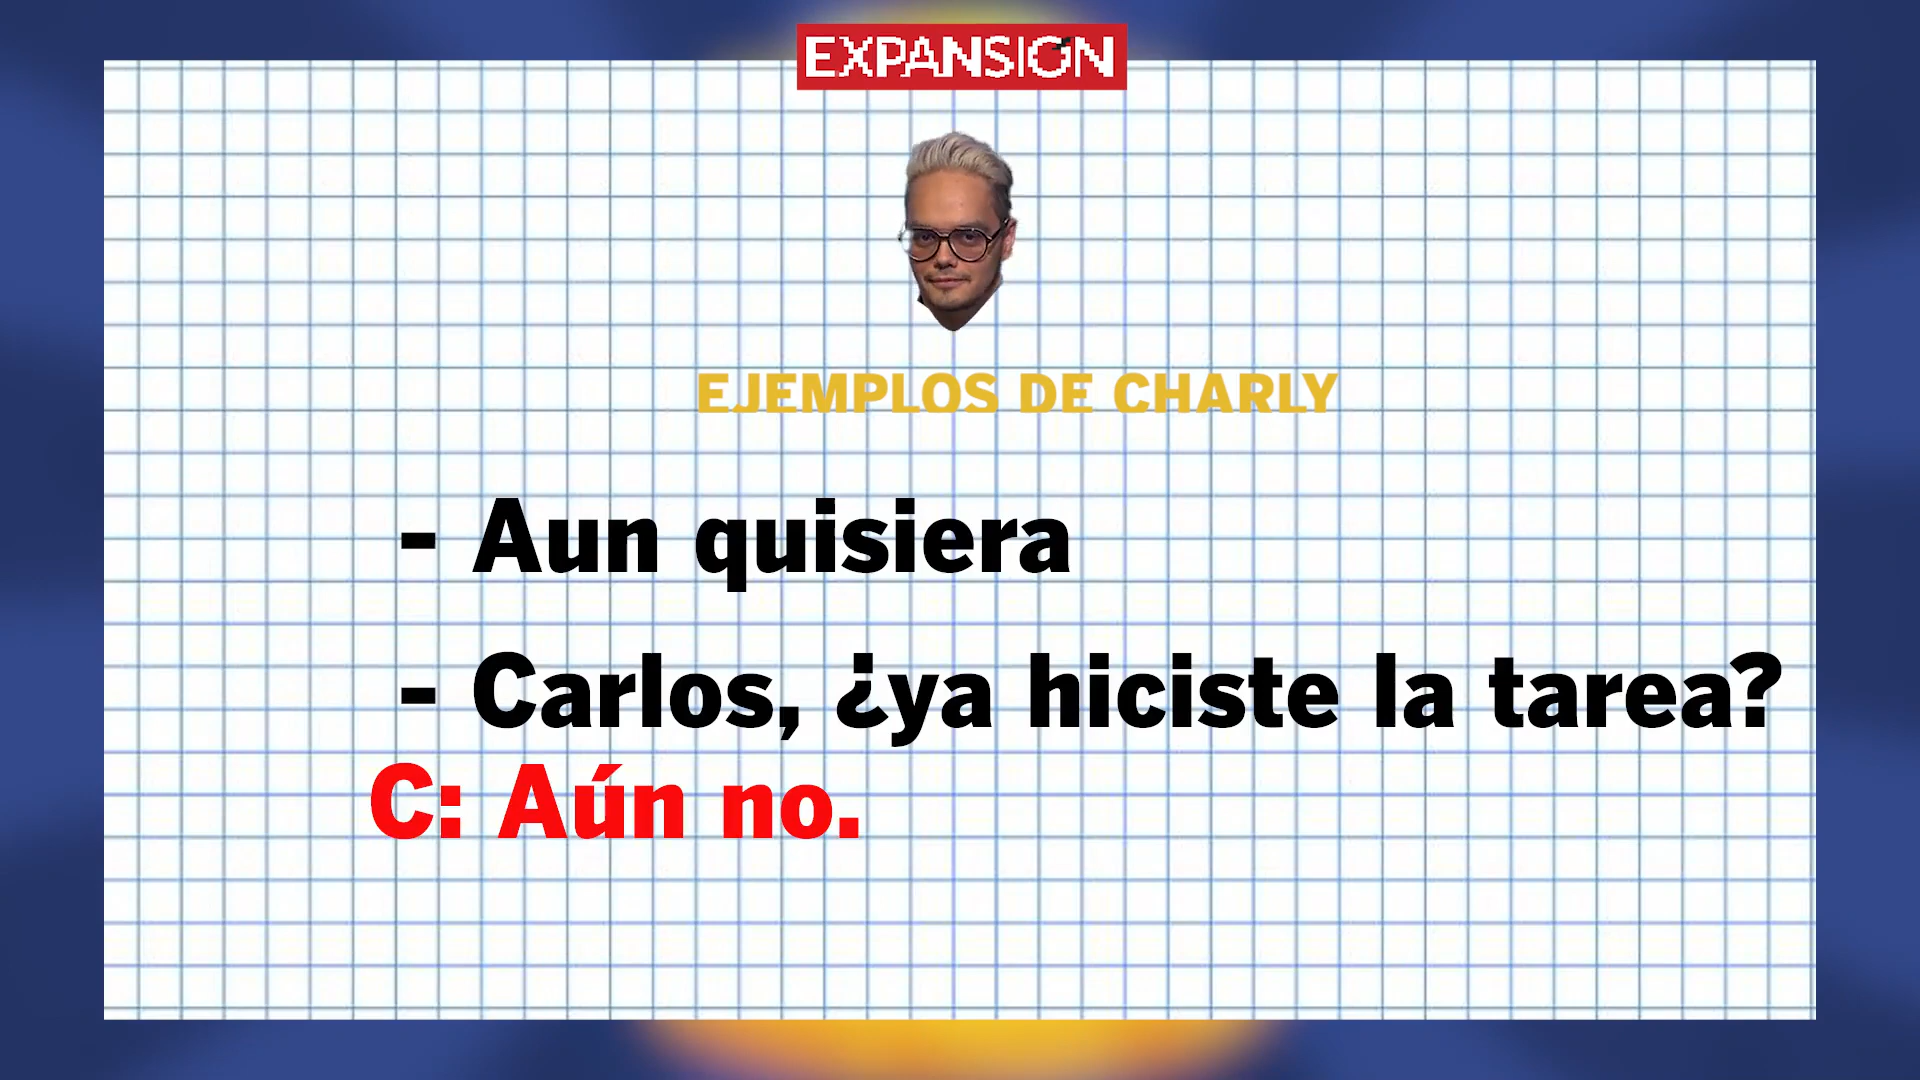 EXPANSIÓN
EJEMPLOS DE CHARLY
- Aun quisiera
- Carlos, ¿ya hiciste la tarea?
C: Aún no.